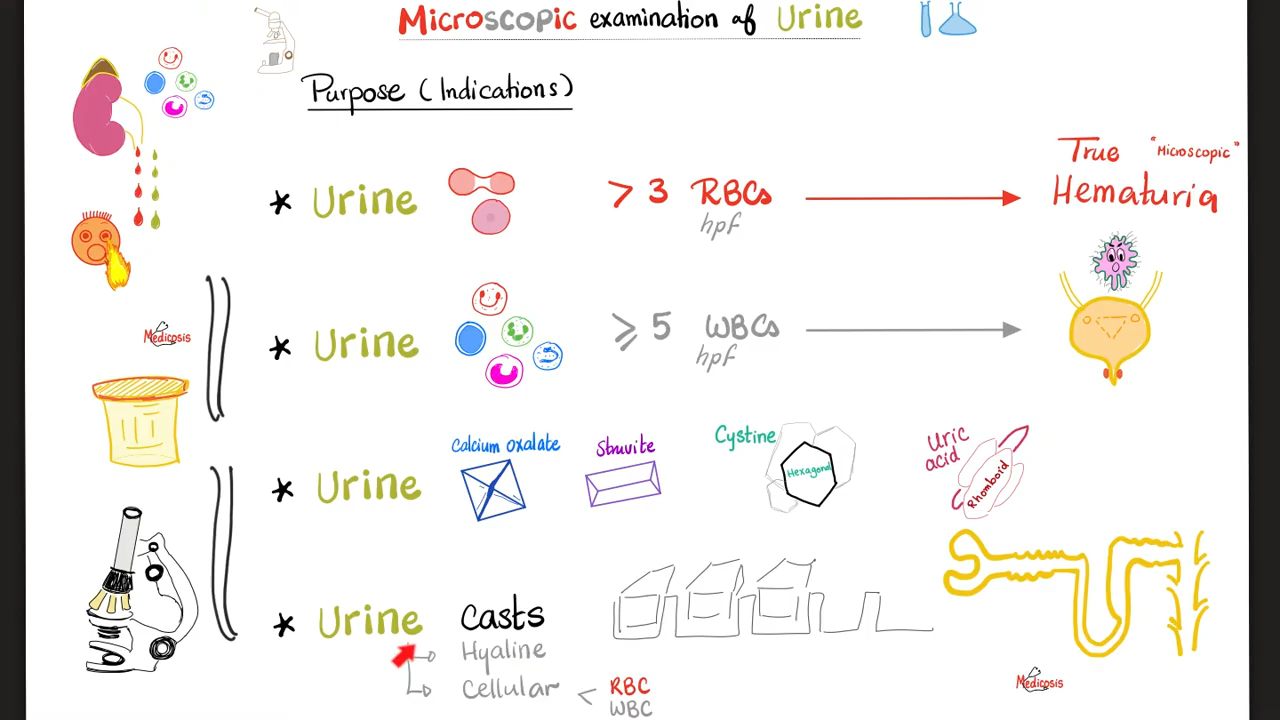 Microscopic examination of Urine
Purpose (Indications)
* Urine > 3 RBCs hpf True "Microscopic" Hematuria
* Urine ≥ 5 WBCs hpf
Medicosis
* Urine Calcium oxalate Struvite Cystine Hexagonal Uric acid Rhomboid
* Urine Casts
Hyaline
Cellular < RBC
WBC
Medicosis